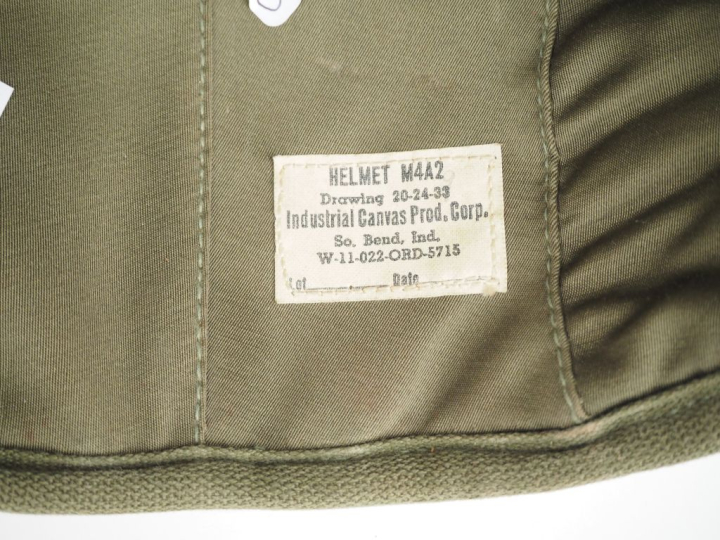 HELMET M4A2
Drawing 20-24-33
Industrial Canvas Prod. Corp.
So. Bend, Ind.
W-11-022-ORD-5715
Lot Date